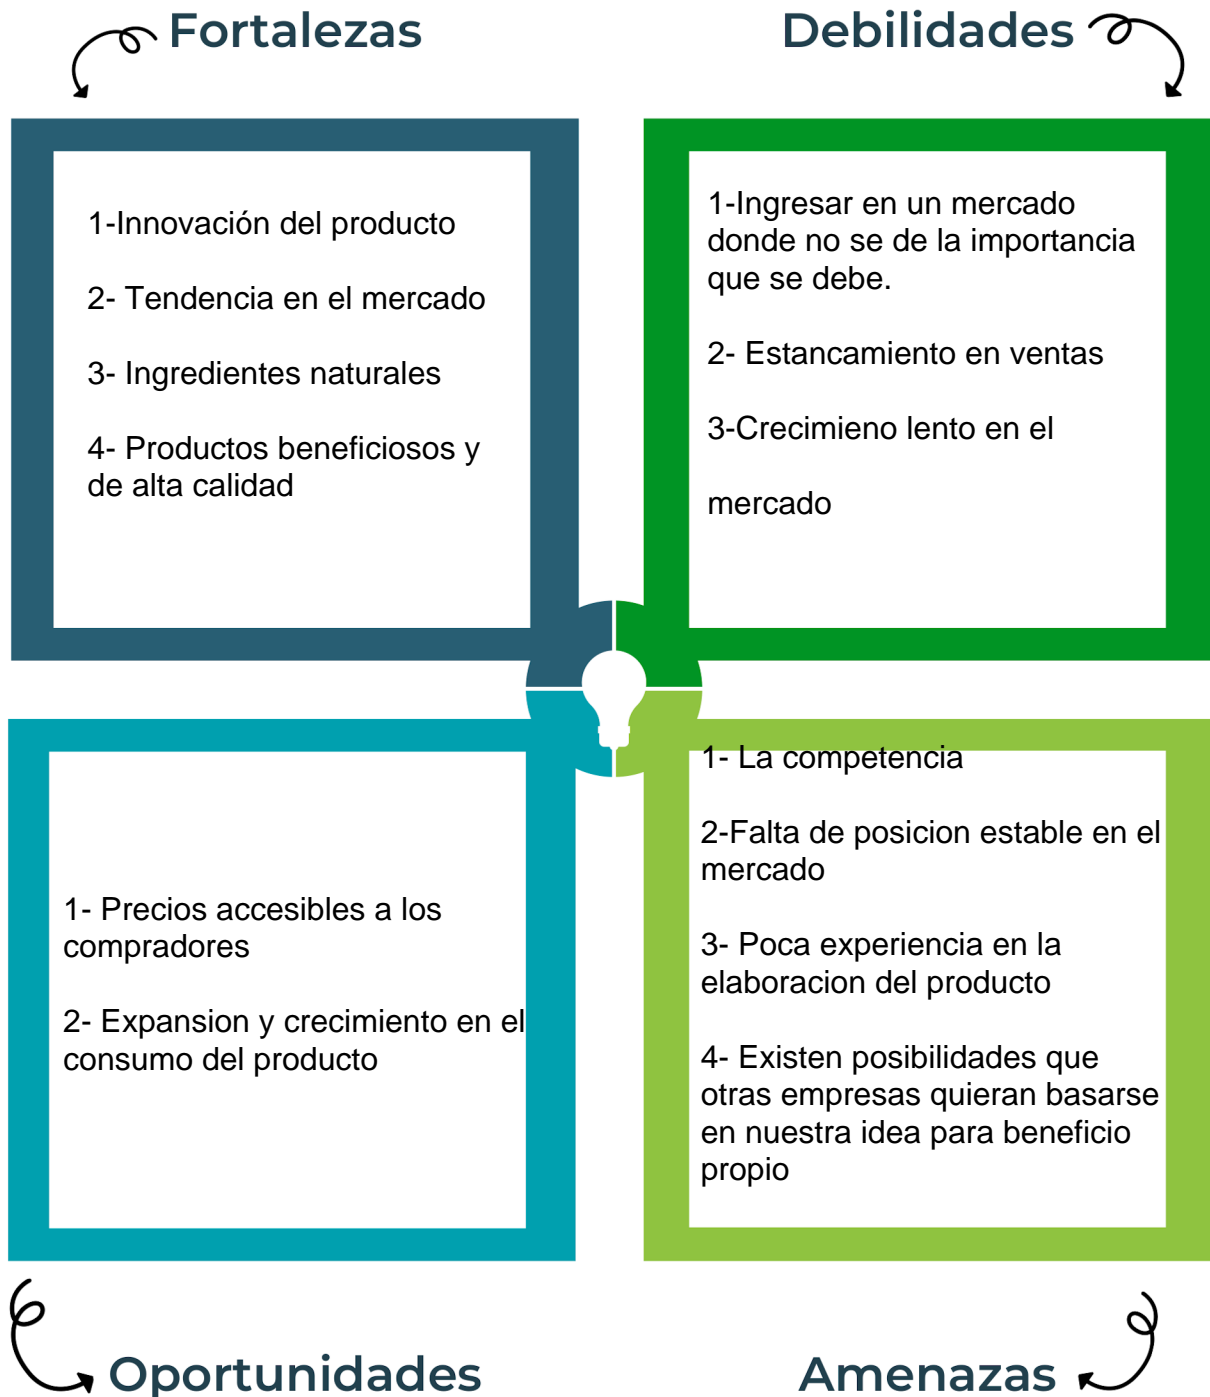 Fortalezas
Debilidades
1-Innovación del producto
2- Tendencia en el mercado
3- Ingredientes naturales
4- Productos beneficiosos y
de alta calidad
1-Ingresar en un mercado
donde no se de la importancia
que se debe.
2- Estancamiento en ventas
3-Crecimieno lento en el
mercado
1- Precios accesibles a los
compradores
2- Expansion y crecimiento en el
consumo del producto
1- La competencia
2-Falta de posicion estable en el
mercado
3- Poca experiencia en la
elaboracion del producto
4- Existen posibilidades que
otras empresas quieran basarse
en nuestra idea para beneficio
propio
Oportunidades
Amenazas